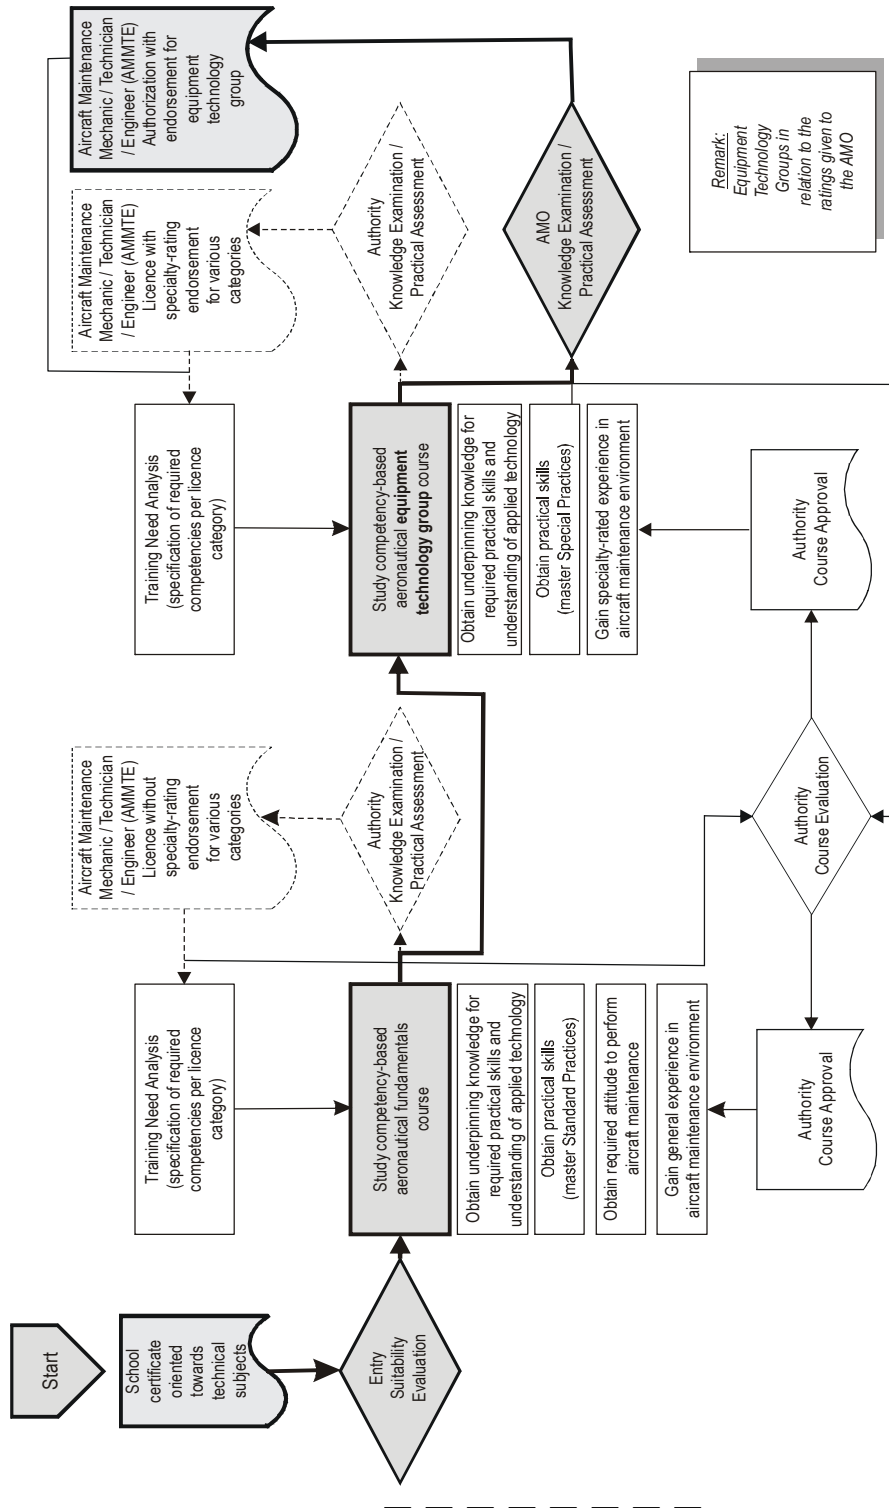 Start
School
certificate
oriented
towards
technical
subjects
Entry
Suitability
Evaluation
Training Need Analysis
(specification of required
competencies per licence
category)
Study competency-based
aeronautical fundamentals
course
Obtain underpinning knowledge for
required practical skills and
understanding of applied technology
Obtain practical skills
(master Standard Practices)
Obtain required attitude to perform
aircraft maintenance
Gain general experience in
aircraft maintenance environment
Authority
Course Approval
Aircraft Maintenance
Mechanic / Technician
/ Engineer (AMMTE)
Licence without
specialty-rating
endorsement
for various
categories
Authority
Knowledge Examination /
Practical Assessment
Authority
Course Evaluation
Training Need Analysis
(specification of required
competencies per licence
category)
Study competency-based
aeronautical equipment
technology group course
Obtain underpinning knowledge for
required practical skills and
understanding of applied technology
Obtain practical skills
(master Special Practices)
Gain specialty-rated experience in
aircraft maintenance environment
Authority
Course Approval
Aircraft Maintenance
Mechanic / Technician
/ Engineer (AMMTE)
Licence with
specialty-rating
endorsement
for various
categories
Authority
Knowledge Examination /
Practical Assessment
Aircraft Maintenance
Mechanic / Technician
/ Engineer (AMMTE)
Authorization with
endorsement for
equipment
technology
group
AMO
Knowledge Examination /
Practical Assessment
Remark:
Equipment
Technology
Groups in
relation to the
ratings given to
the AMO